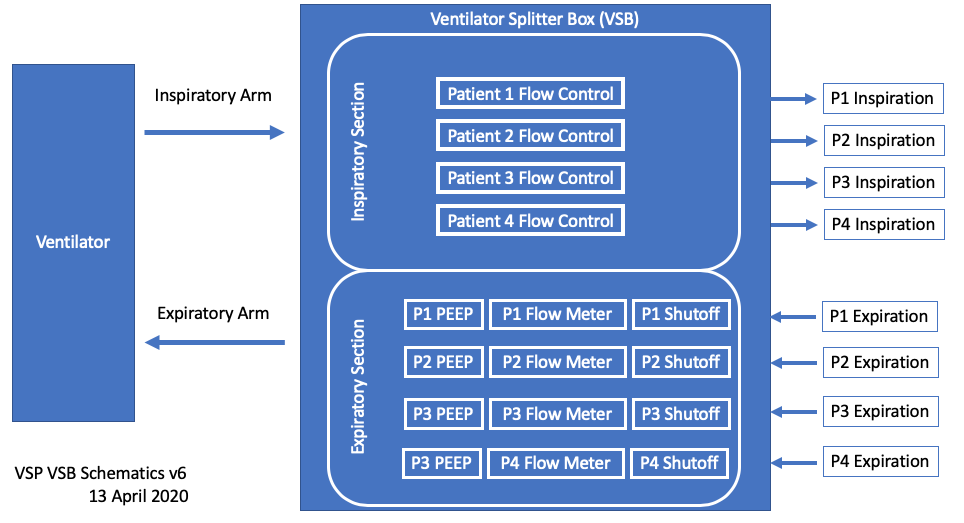 Ventilator Splitter Box (VSB)
Ventilator
Inspiratory Arm
Expiratory Arm
Inspiratory Section
Patient 1 Flow Control
Patient 2 Flow Control
Patient 3 Flow Control
Patient 4 Flow Control
P1 Inspiration
P2 Inspiration
P3 Inspiration
P4 Inspiration
Expiratory Section
P1 PEEP P1 Flow Meter P1 Shutoff
P2 PEEP P2 Flow Meter P2 Shutoff
P3 PEEP P3 Flow Meter P3 Shutoff
P3 PEEP P4 Flow Meter P4 Shutoff
P1 Expiration
P2 Expiration
P3 Expiration
P4 Expiration
VSP VSB Schematics v6
13 April 2020